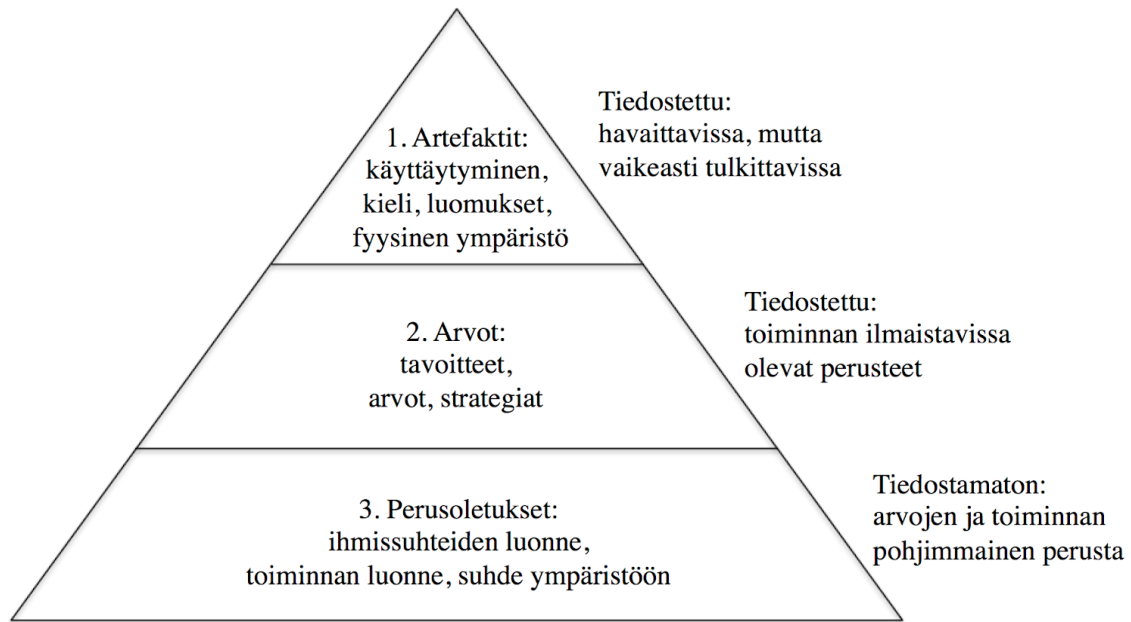 1. Artefaktit:
käyttäytyminen,
kieli, luomukset,
fyysinen ympäristö
Tiedostettu:
havaittavissa, mutta
vaikeasti tulkittavissa
2. Arvot:
tavoitteet,
arvot, strategiat
Tiedostettu:
toiminnan ilmaistavissa
olevat perusteet
3. Perusoletukset:
ihmissuhteiden luonne,
toiminnan luonne, suhde ympäristöön
Tiedostamaton:
arvojen ja toiminnan
pohjimmainen perusta